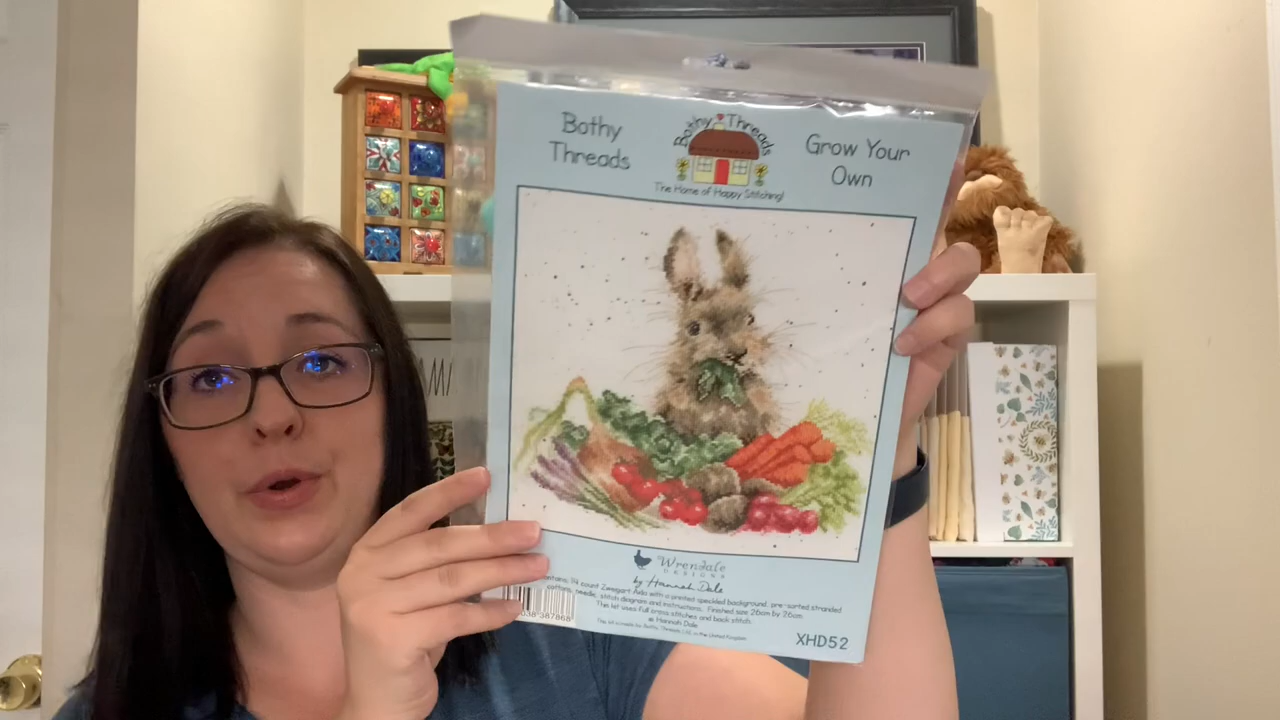 Bothy
Threads
Bothy Threads
The Home of Happy Stitching!
Grow Your
Own
Wrendale
DESIGNS
by Hannah Dale
14 count Zweigart Aida with a printed speckled background, pre-sorted stranded
cotton, needle, stitch diagram and instructions. Finished size 26cm by 26cm.
This kit uses full cross stitches and back stitch.
© Hannah Dale
This kit is made by Bothy Threads Ltd. in the United Kingdom
XHD52